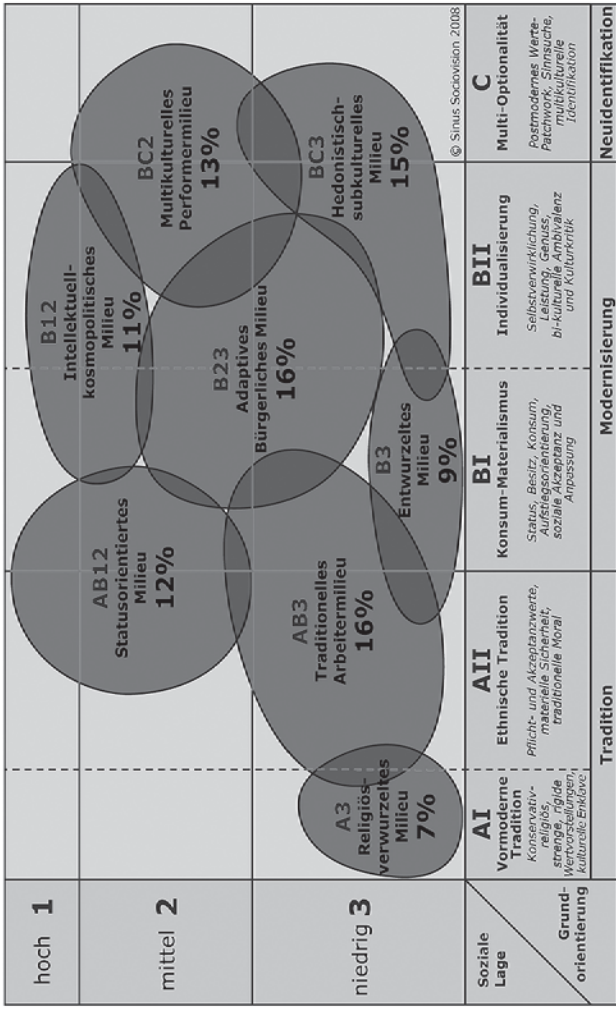 hoch 1
mittel 2
niedrig 3
B12
Intellektuell-
kosmopolitisches
Milieu
11%
AB12
Statusorientiertes
Milieu
12%
BC2
Multikulturelles
Performermilieu
13%
B23
Adaptives
Bürgerliches Milieu
16%
AB3
Traditionelles
Arbeitermilieu
16%
A3
Religiös-
verwurzeltes
Milieu
7%
B3
Entwurzeltes
Milieu
9%
BC3
Hedonistisch-
subkulturelles
Milieu
15%
© Sinus Sociovision 2008
Soziale
Lage
Grund-
orientierung
AI
Vormoderne
Tradition
Konservativ-
religiös,
strenge, rigide
Wertvorstellungen,
kulturelle Enklave
AII
Ethnische Tradition
Pflicht- und Akzeptanzwerte,
materielle Sicherheit,
traditionelle Moral
BI
Konsum-Materialismus
Status, Besitz, Konsum,
Aufstiegsorientierung,
soziale Akzeptanz und
Anpassung
BII
Individualisierung
Selbstverwirklichung,
Leistung, Genuss,
bi-kulturelle Ambivalenz
und Kulturkritik
C
Multi-Optionalität
Postmodernes Werte-
Patchwork, Sinnsuche,
multikulturelle
Identifikation
Tradition
Modernisierung
Neuidentifikation